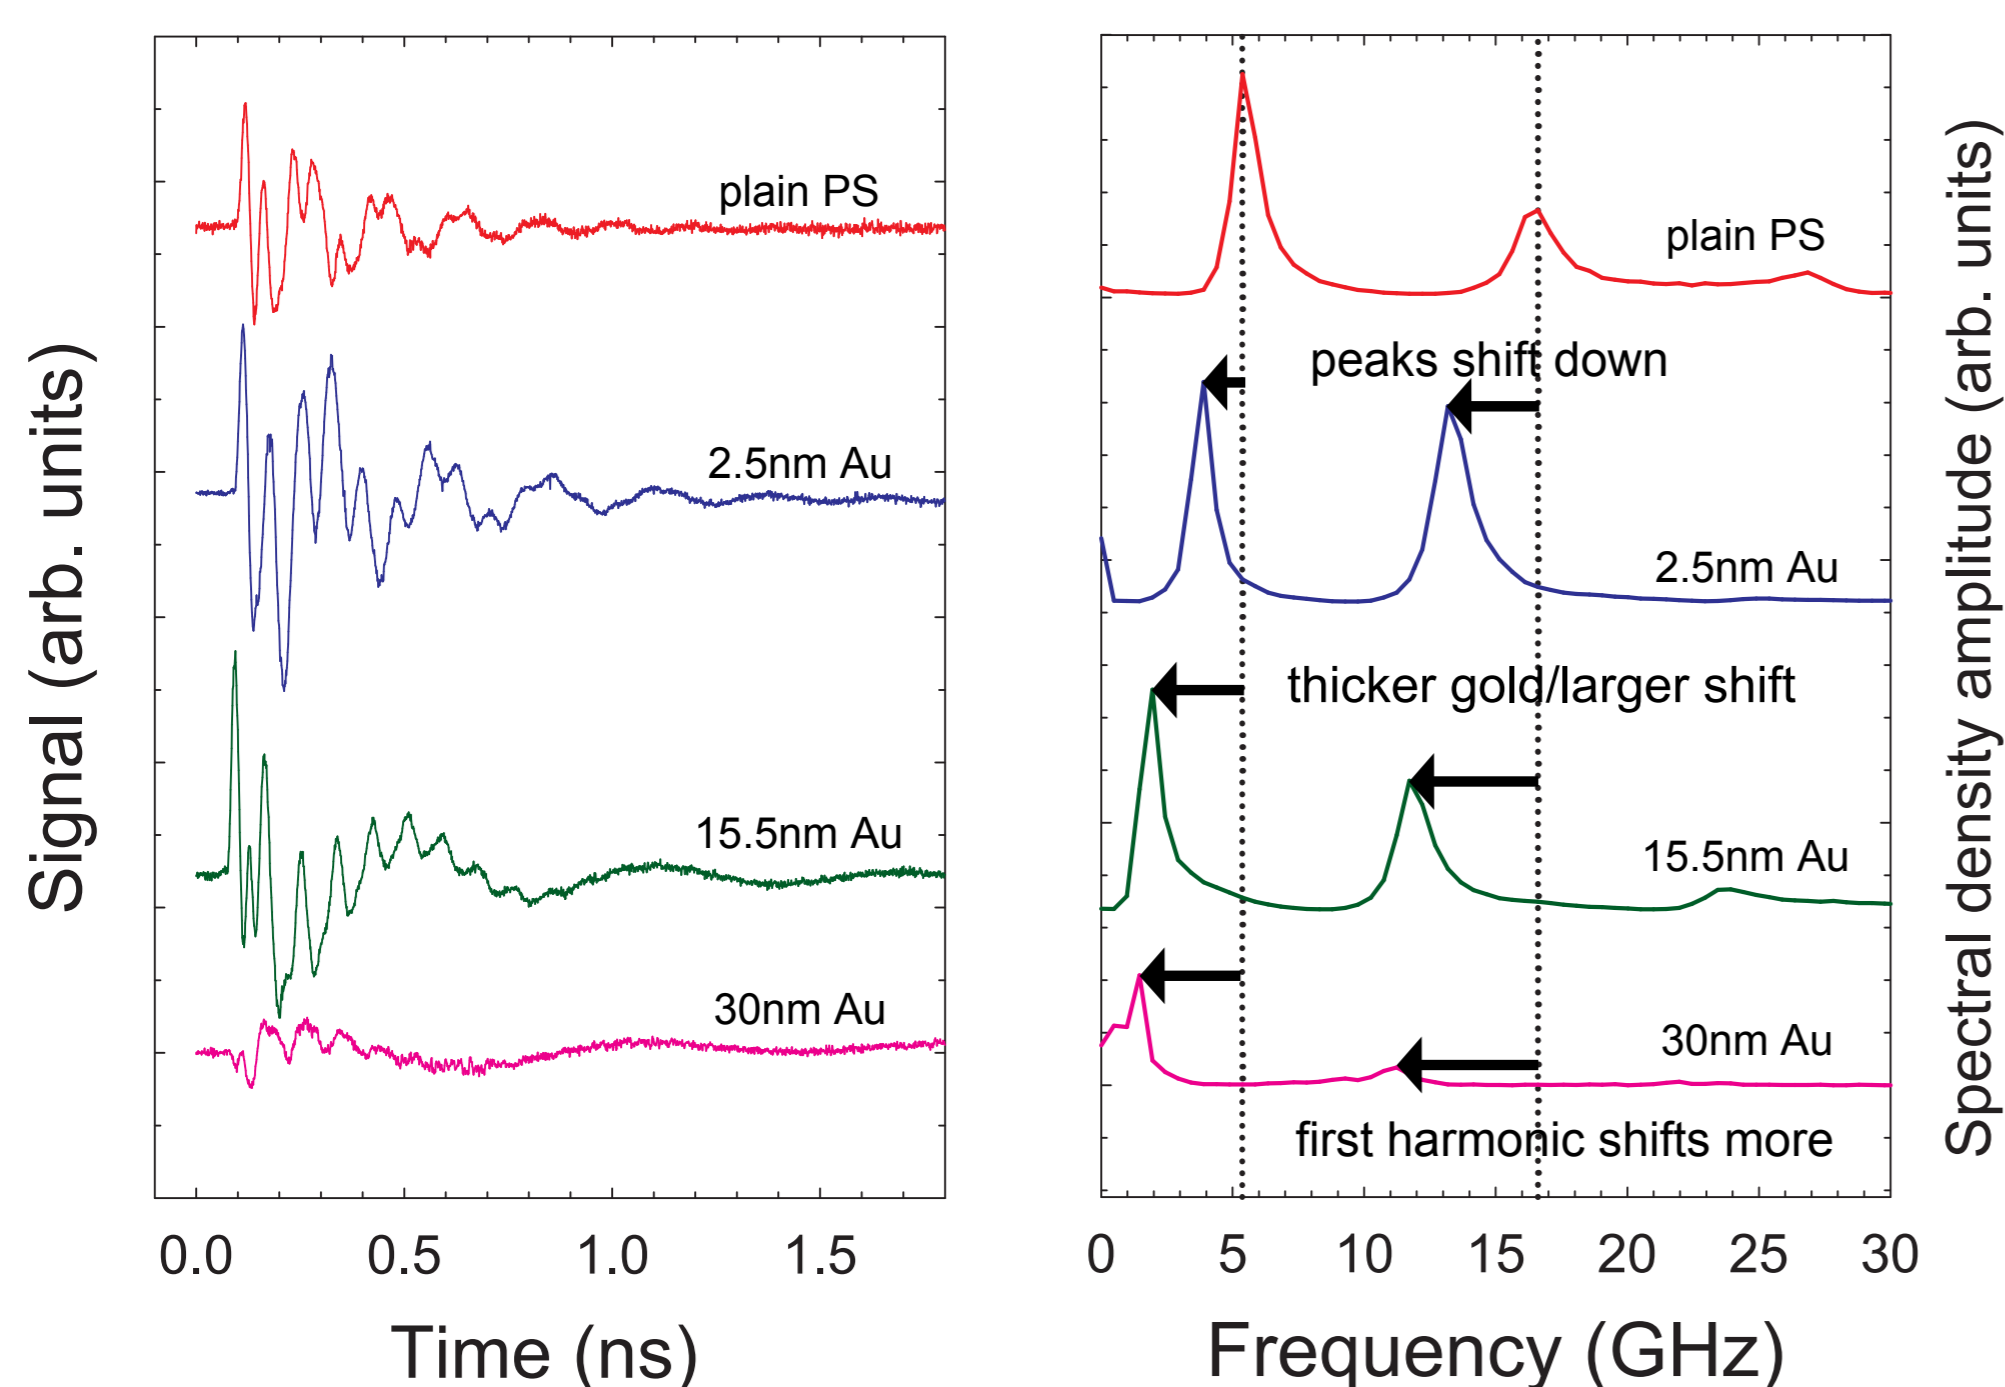 Signal (arb. units)
plain PS
2.5nm Au
15.5nm Au
30nm Au
0.0 0.5 1.0 1.5
Time (ns)
plain PS
peaks shift down
2.5nm Au
thicker gold/larger shift
15.5nm Au
30nm Au
first harmonic shifts more
0 5 10 15 20 25 30
Frequency (GHz)
Spectral density amplitude (arb. units)